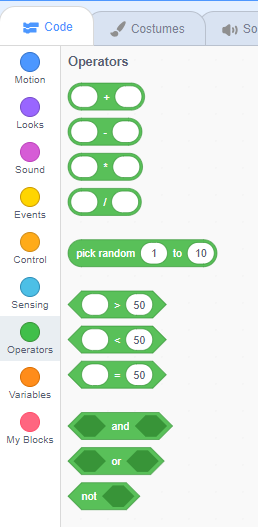 Code Costumes So
Operators
Motion
Looks
Sound
Events
Control
Sensing
Operators
Variables
My Blocks
+
-
*
/
pick random 1 to 10
> 50
< 50
= 50
and
or
not